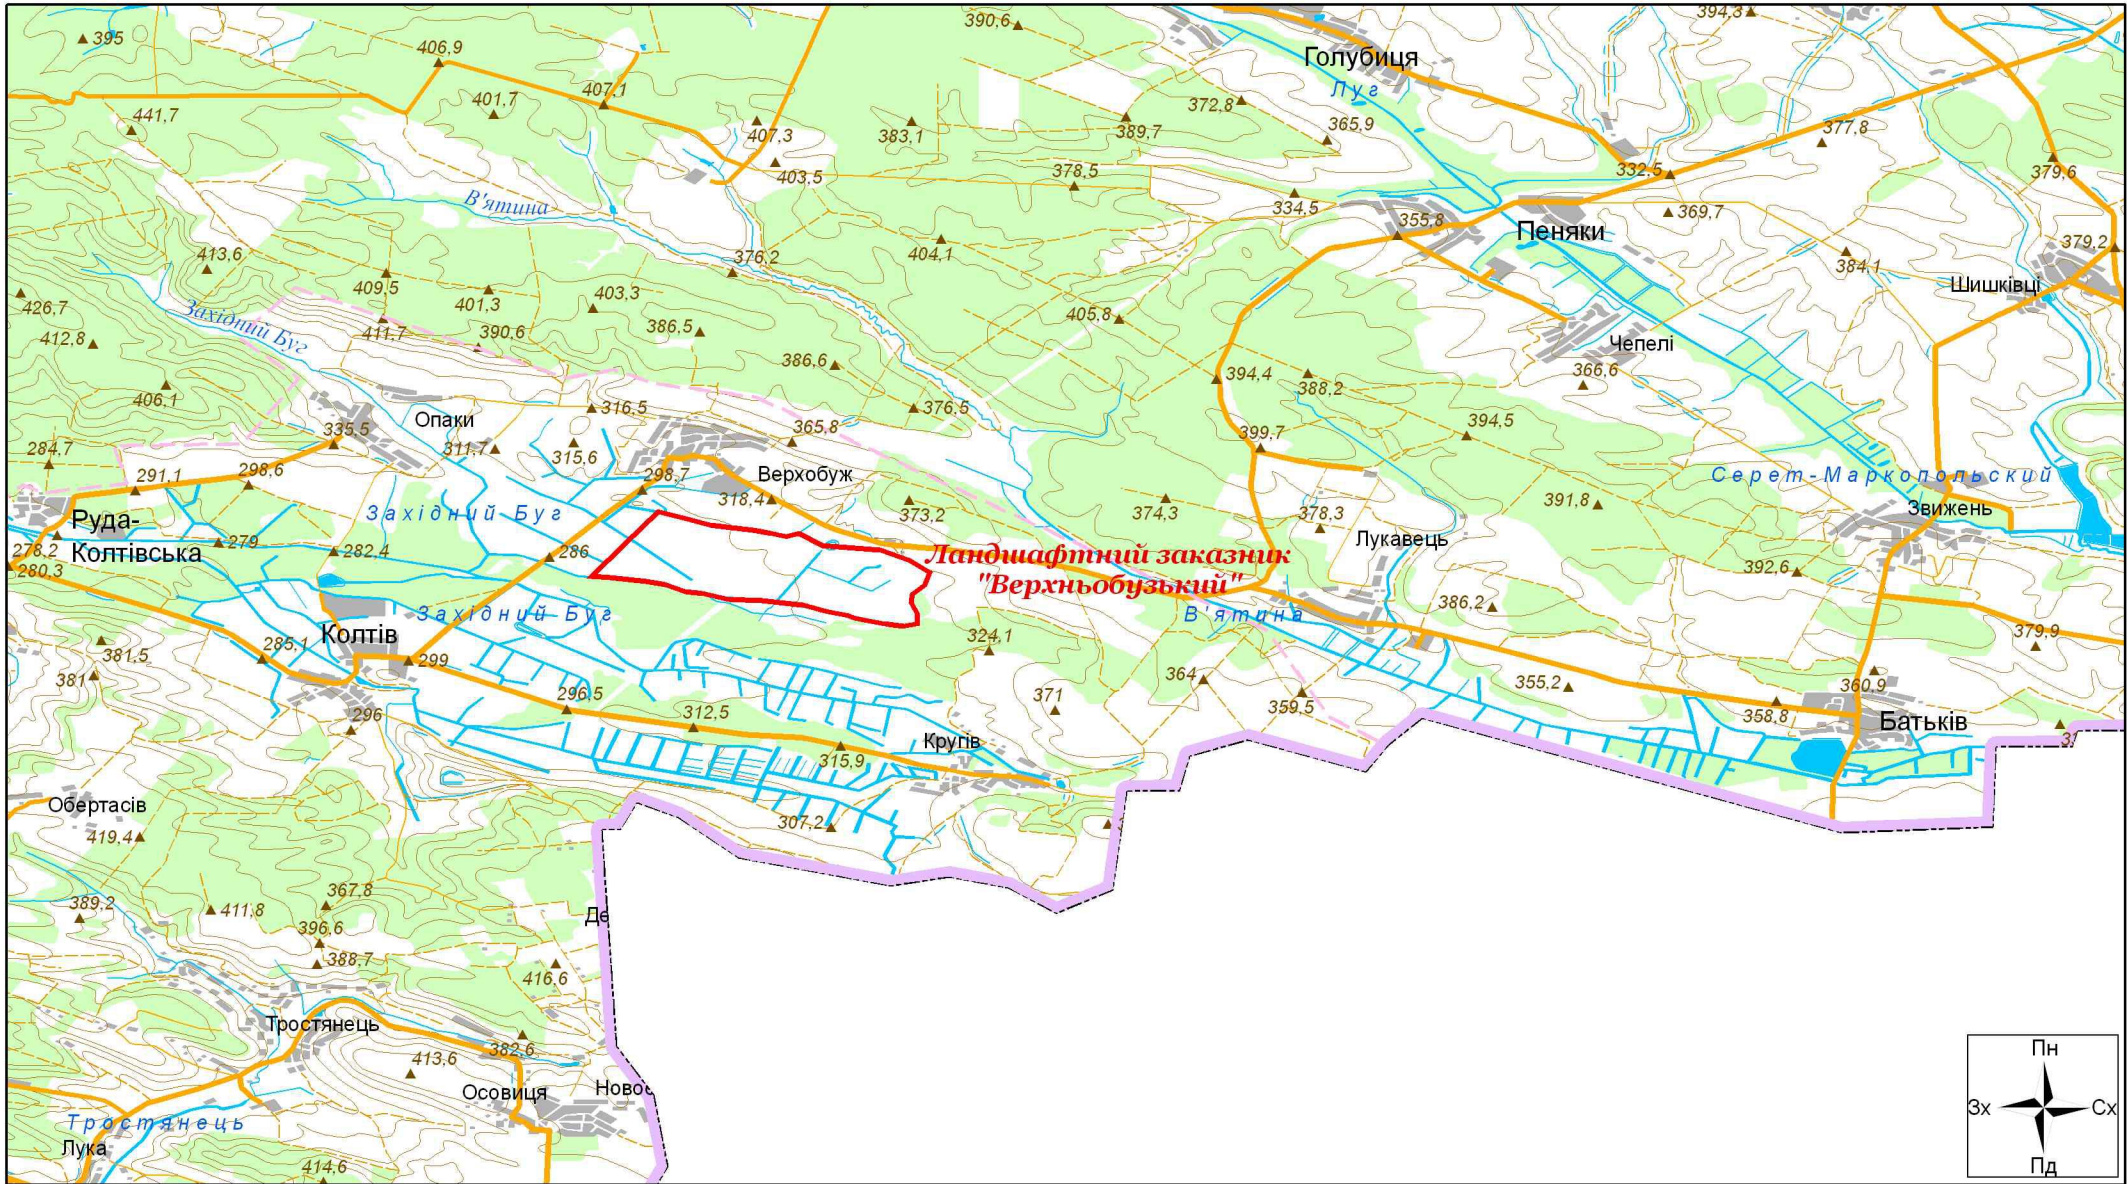 395
406,9
390,6
394,3
Голубиця
Луг
401,7
407,1
372,8
441,7
407,3
383,1
389,7
365,9
377,8
403,5
378,5
332,5
379,6
В'ятина
334,5
355,8
369,7
Пеняки
379,2
413,6
376,2
404,1
384,1
409,5
401,3
403,3
Шишківці
426,7
Західний Буг
405,8
411,7
390,6
386,5
412,8
Чепелі
386,6
366,6
394,4
388,2
406,1
376,5
Опаки
316,5
335,5
365,8
394,5
284,7
311,7
315,6
399,7
291,1
298,6
298,7
Верхобуж
Серет-Маркопольский
318,4
391,8
Звижень
Західний Буг
373,2
374,3
378,3
Руда-
Колтівська
Лукавець
278,2
279
282,4
286
Ландшафтний заказник
"Верхньобузький"
280,3
392,6
Західний Буг
В'ятина
386,2
Колтів
324,1
379,9
381,5
285,1
299
381
364
355,2
360,9
296,5
371
359,5
358,8
Батьків
296
312,5
Кругів
315,9
Обертасів
307,2
419,4
367,8
389,2
411,8
Де
396,6
388,7
416,6
Тростянець
382,6
413,6
Пн
Осовиця
Ново
Зх
Сх
Тростянець
Лука
414,6
Пд